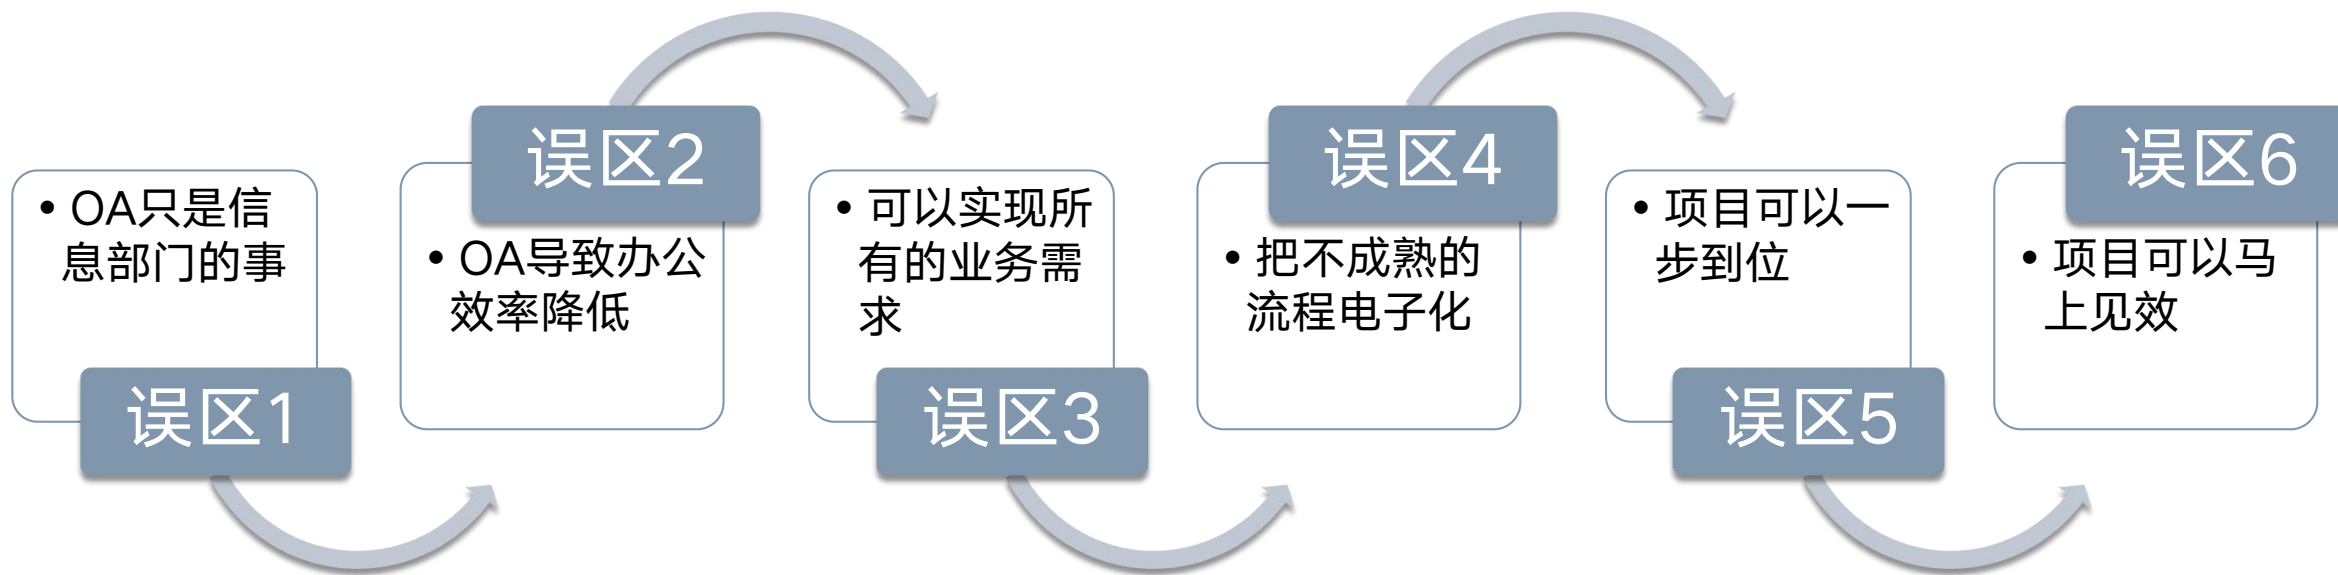 • OA只是信
息部门的事
误区1
误区2
• OA导致办公
效率降低
• 可以实现所
有的业务需
求
误区3
误区4
• 把不成熟的
流程电子化
• 项目可以一
步到位
误区5
误区6
• 项目可以马
上见效